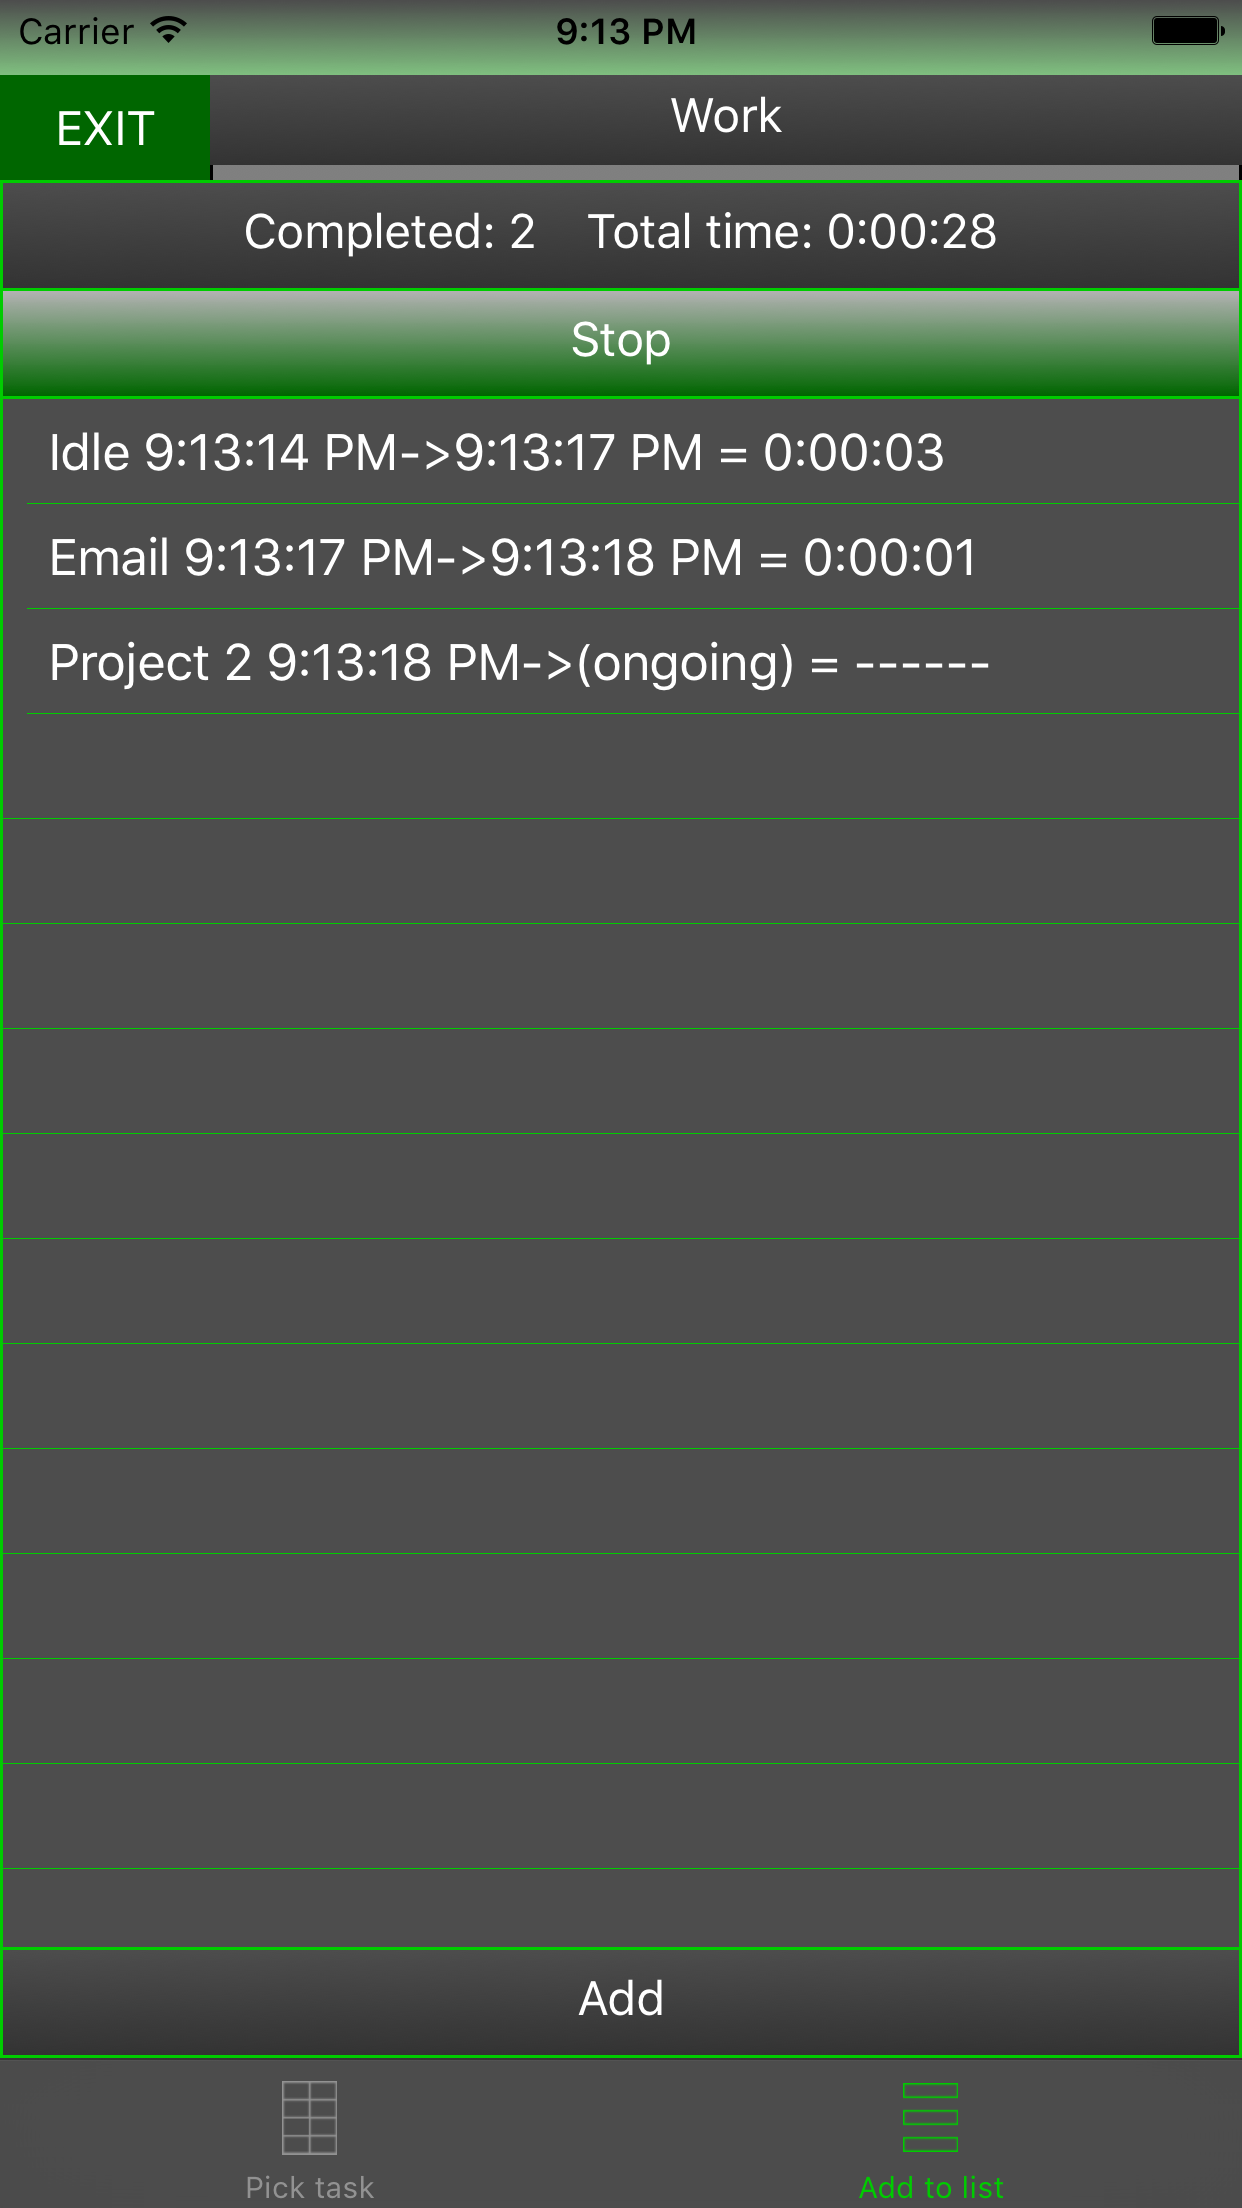 Carrier 9:13 PM
EXIT Work
Completed: 2 Total time: 0:00:28
Stop
Idle 9:13:14 PM->9:13:17 PM = 0:00:03
Email 9:13:17 PM->9:13:18 PM = 0:00:01
Project 2 9:13:18 PM->(ongoing) = ------
Add
Pick task Add to list